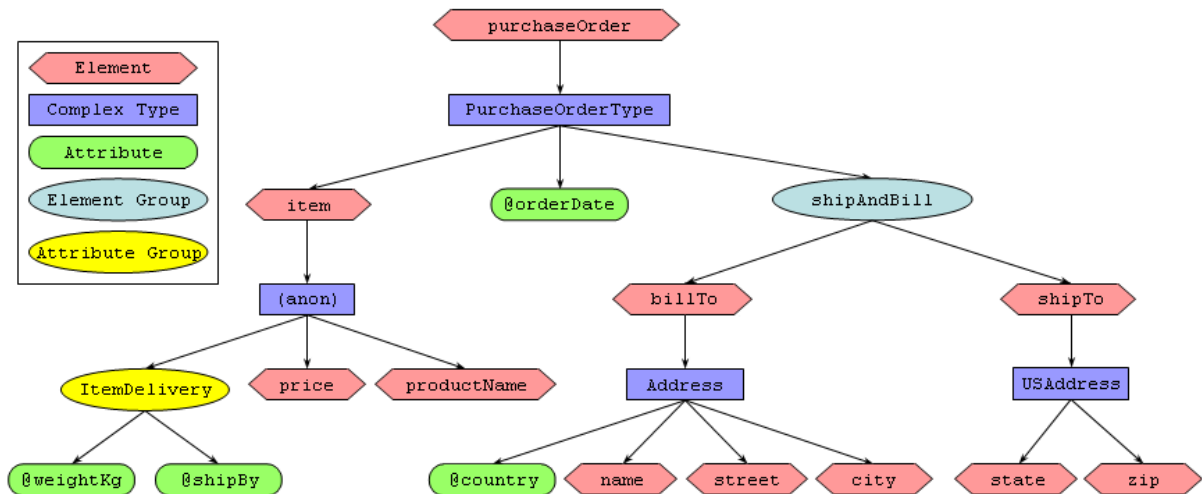 purchaseOrder
Element
Complex Type
Attribute
Element Group
Attribute Group
PurchaseOrderType
item
@orderDate
shipAndBill
(anon)
billTo
shipTo
ItemDelivery
price
productName
Address
USAddress
@weightKg
@shipBy
@country
name
street
city
state
zip